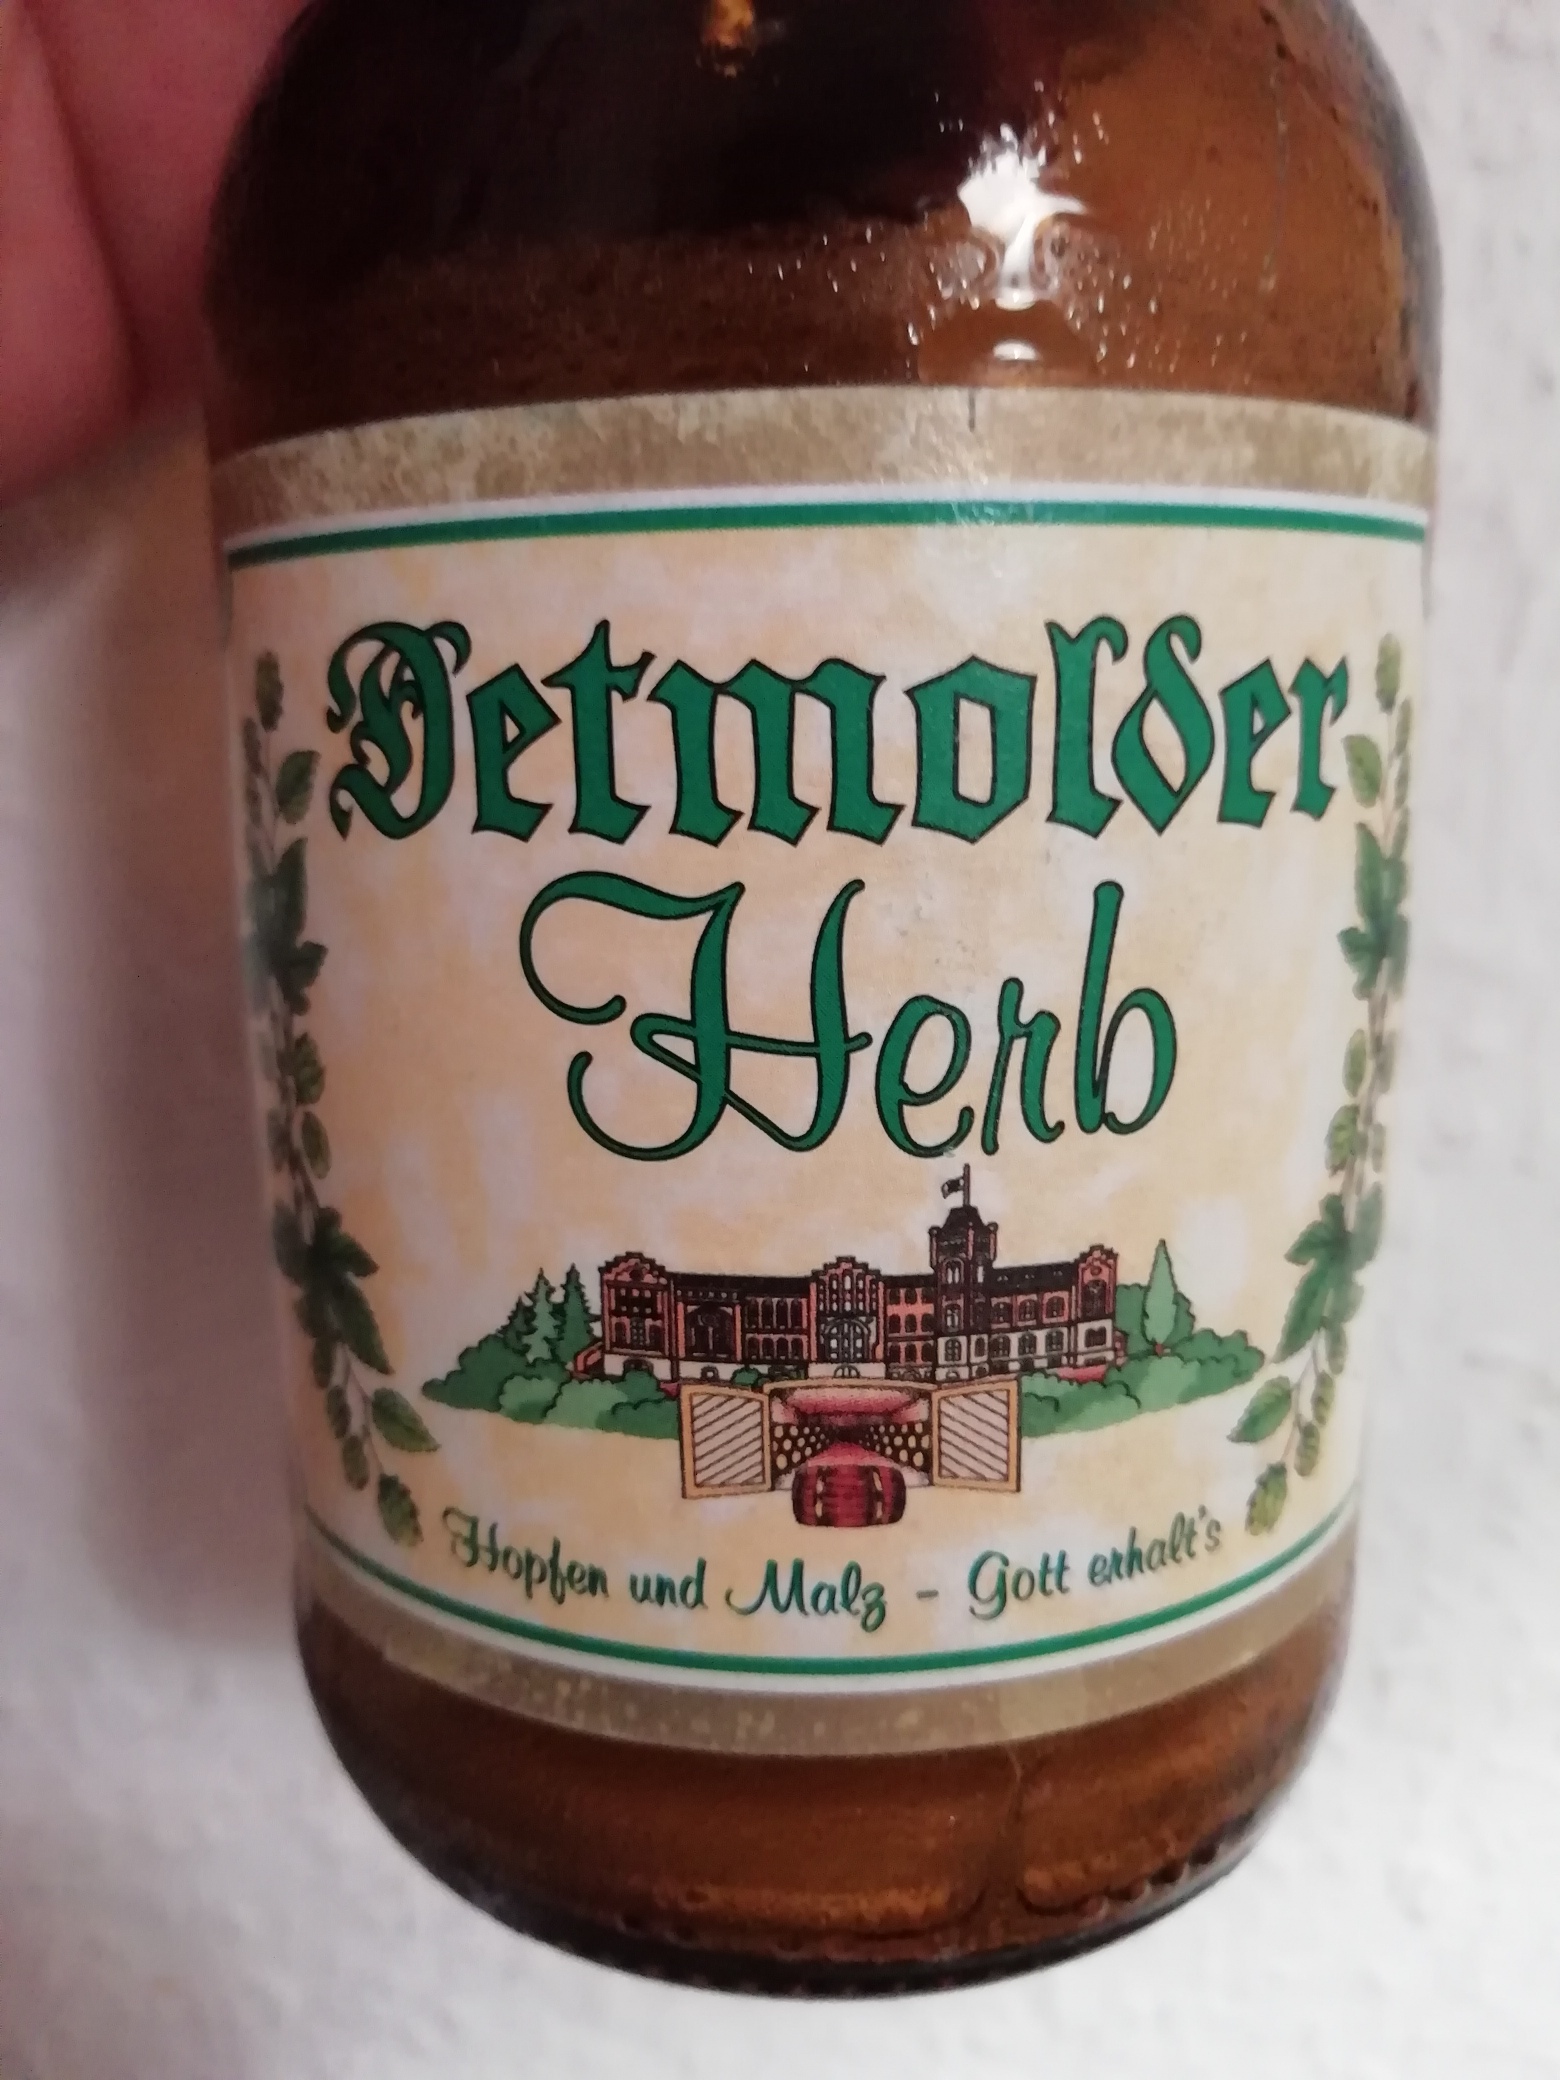 Detmolder
Herb
Hopfen und Malz - Gott erhalt's